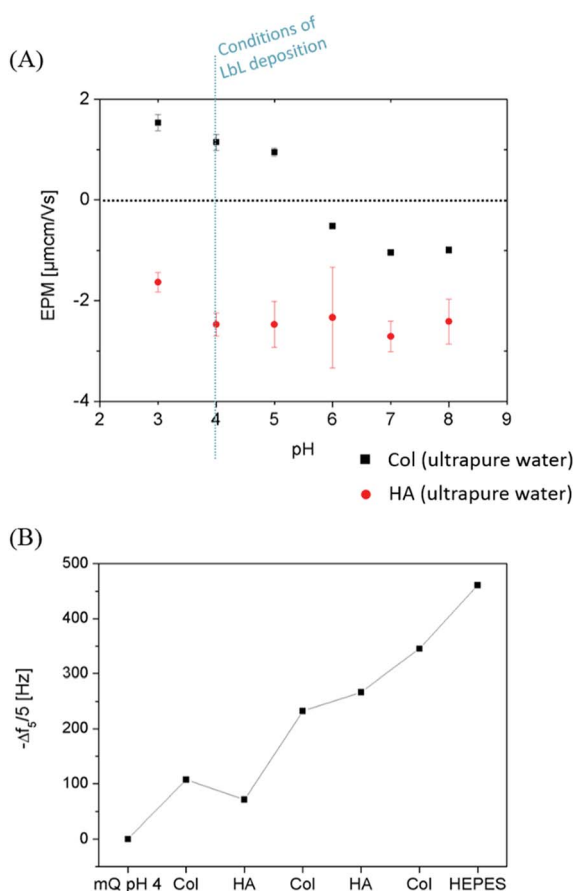 (A)
Conditions of
LbL deposition
2
0
-2
-4
EPM [µmcm/Vs]
2 3 4 5 6 7 8 9
pH
Col (ultrapure water)
HA (ultrapure water)
(B)
500
400
300
200
100
0
-Δf5/5 [Hz]
mQ pH 4 Col HA Col HA Col HEPES